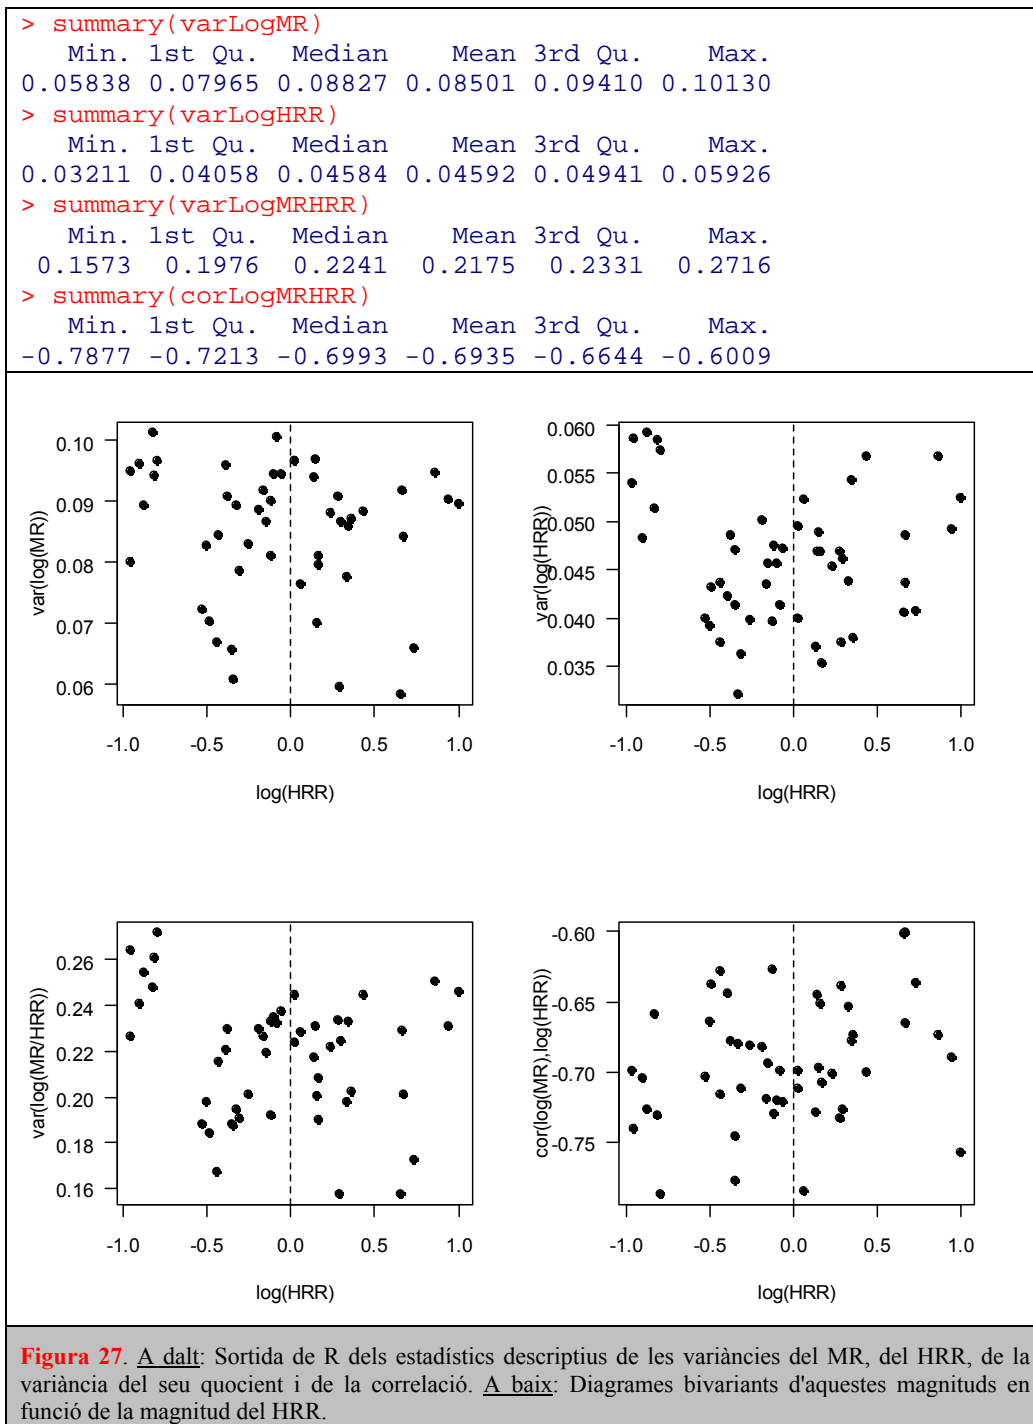 > summary(varLogMR)
   Min. 1st Qu.  Median    Mean 3rd Qu.    Max.
0.05838 0.07965 0.08827 0.08501 0.09410 0.10130
> summary(varLogHRR)
   Min. 1st Qu.  Median    Mean 3rd Qu.    Max.
0.03211 0.04058 0.04584 0.04592 0.04941 0.05926
> summary(varLogMRHRR)
   Min. 1st Qu.  Median    Mean 3rd Qu.    Max.
 0.1573  0.1976  0.2241  0.2175  0.2331  0.2716
> summary(corLogMRHRR)
   Min. 1st Qu.  Median    Mean 3rd Qu.    Max.
-0.7877 -0.7213 -0.6993 -0.6935 -0.6644 -0.6009
var(log(MR))
0.10
0.09
0.08
0.07
0.06
-1.0 -0.5 0.0 0.5 1.0
log(HRR)
var(log(HRR))
0.060
0.055
0.050
0.045
0.040
0.035
-1.0 -0.5 0.0 0.5 1.0
log(HRR)
var(log(MR/HRR))
0.26
0.24
0.22
0.20
0.18
0.16
-1.0 -0.5 0.0 0.5 1.0
log(HRR)
cor(log(MR),log(HRR))
-0.60
-0.65
-0.70
-0.75
-1.0 -0.5 0.0 0.5 1.0
log(HRR)
Figura 27. A dalt: Sortida de R dels estadístics descriptius de les variàncies del MR, del HRR, de la
variància del seu quocient i de la correlació. A baix: Diagrames bivariants d'aquestes magnituds en
funció de la magnitud del HRR.